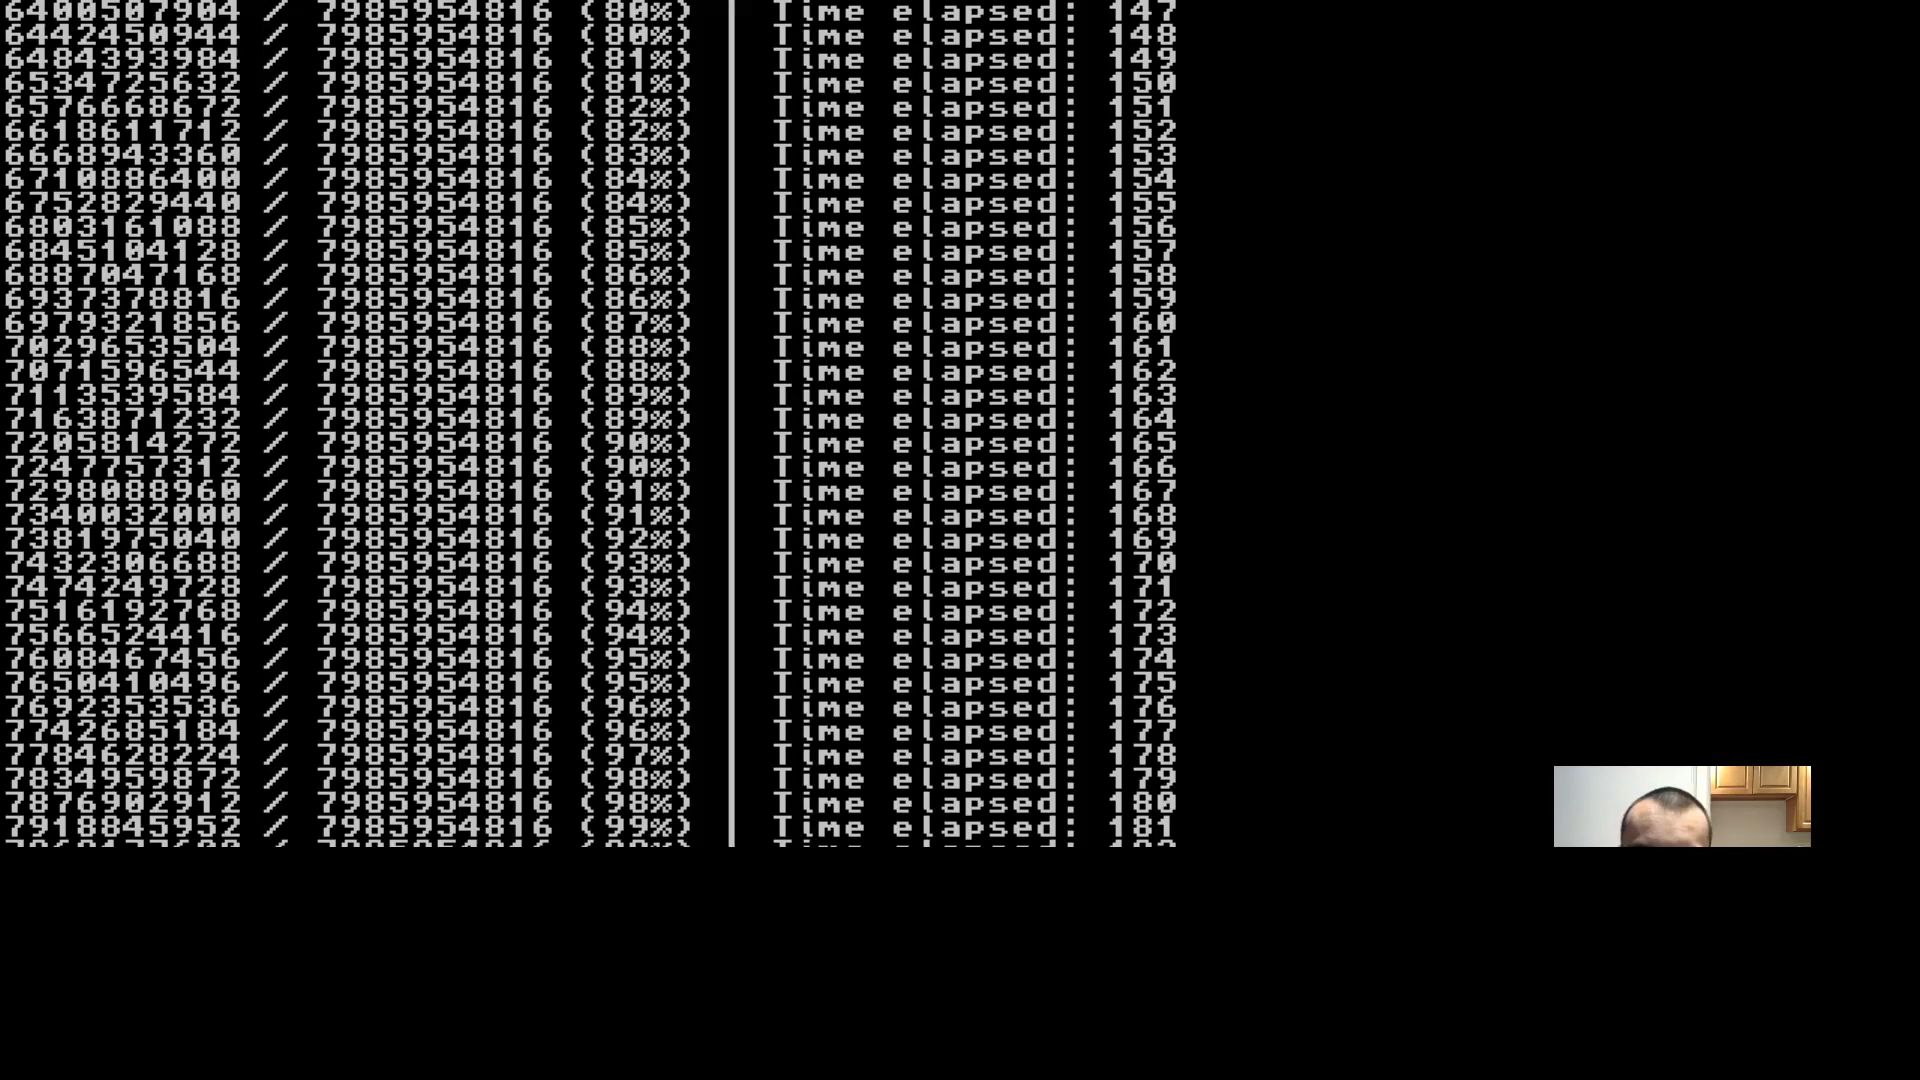 6400507904 / 7985954816 (80%) | Time elapsed: 147
6442450944 / 7985954816 (80%) | Time elapsed: 148
6484393984 / 7985954816 (81%) | Time elapsed: 149
6534725632 / 7985954816 (81%) | Time elapsed: 150
6576668672 / 7985954816 (82%) | Time elapsed: 151
6618611712 / 7985954816 (82%) | Time elapsed: 152
6668943360 / 7985954816 (83%) | Time elapsed: 153
6710886400 / 7985954816 (84%) | Time elapsed: 154
6752829440 / 7985954816 (84%) | Time elapsed: 155
6803161088 / 7985954816 (85%) | Time elapsed: 156
6845104128 / 7985954816 (85%) | Time elapsed: 157
6887047168 / 7985954816 (86%) | Time elapsed: 158
6937378816 / 7985954816 (86%) | Time elapsed: 159
6979321856 / 7985954816 (87%) | Time elapsed: 160
7029653504 / 7985954816 (88%) | Time elapsed: 161
7071596544 / 7985954816 (88%) | Time elapsed: 162
7113539584 / 7985954816 (89%) | Time elapsed: 163
7163871232 / 7985954816 (89%) | Time elapsed: 164
7205814272 / 7985954816 (90%) | Time elapsed: 165
7247757312 / 7985954816 (90%) | Time elapsed: 166
7298088960 / 7985954816 (91%) | Time elapsed: 167
7340032000 / 7985954816 (91%) | Time elapsed: 168
7381975040 / 7985954816 (92%) | Time elapsed: 169
7432306688 / 7985954816 (93%) | Time elapsed: 170
7474249728 / 7985954816 (93%) | Time elapsed: 171
7516192768 / 7985954816 (94%) | Time elapsed: 172
7566524416 / 7985954816 (94%) | Time elapsed: 173
7608467456 / 7985954816 (95%) | Time elapsed: 174
7650410496 / 7985954816 (95%) | Time elapsed: 175
7692353536 / 7985954816 (96%) | Time elapsed: 176
7742685184 / 7985954816 (96%) | Time elapsed: 177
7784628224 / 7985954816 (97%) | Time elapsed: 178
7834959872 / 7985954816 (98%) | Time elapsed: 179
7876902912 / 7985954816 (98%) | Time elapsed: 180
7918845952 / 7985954816 (99%) | Time elapsed: 181